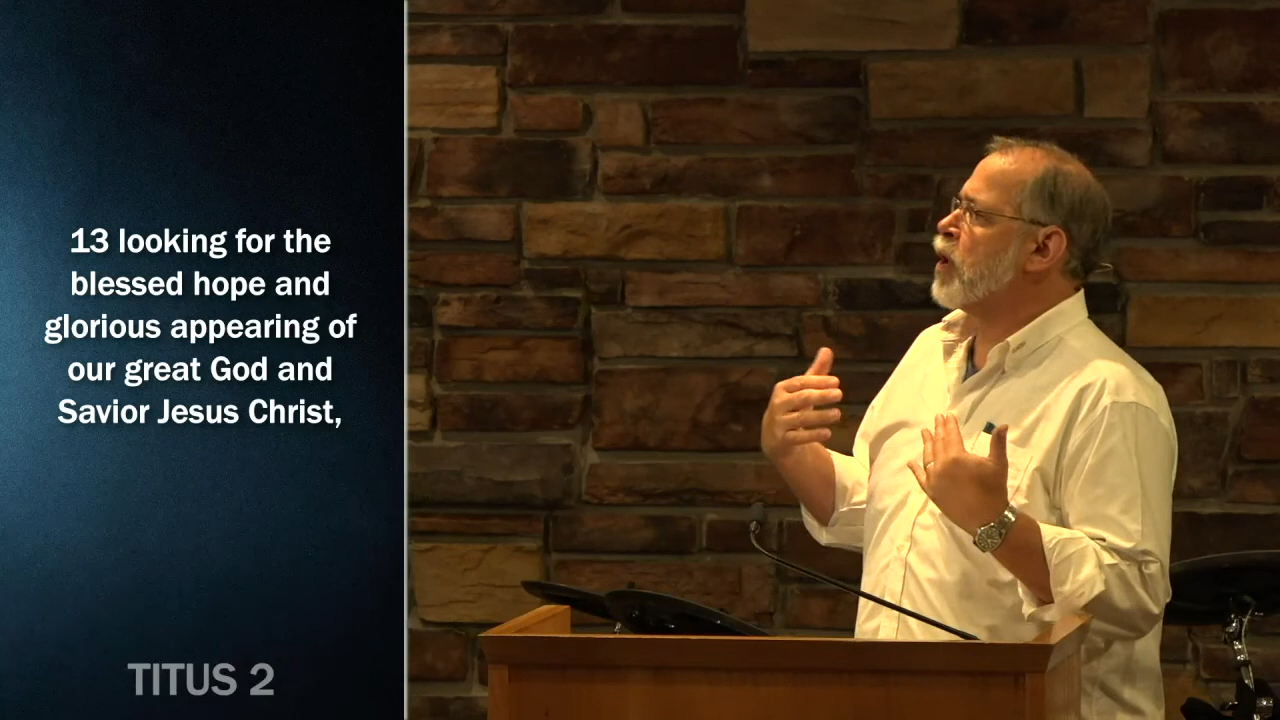 13 looking for the
blessed hope and
glorious appearing of
our great God and
Savior Jesus Christ,
TITUS 2